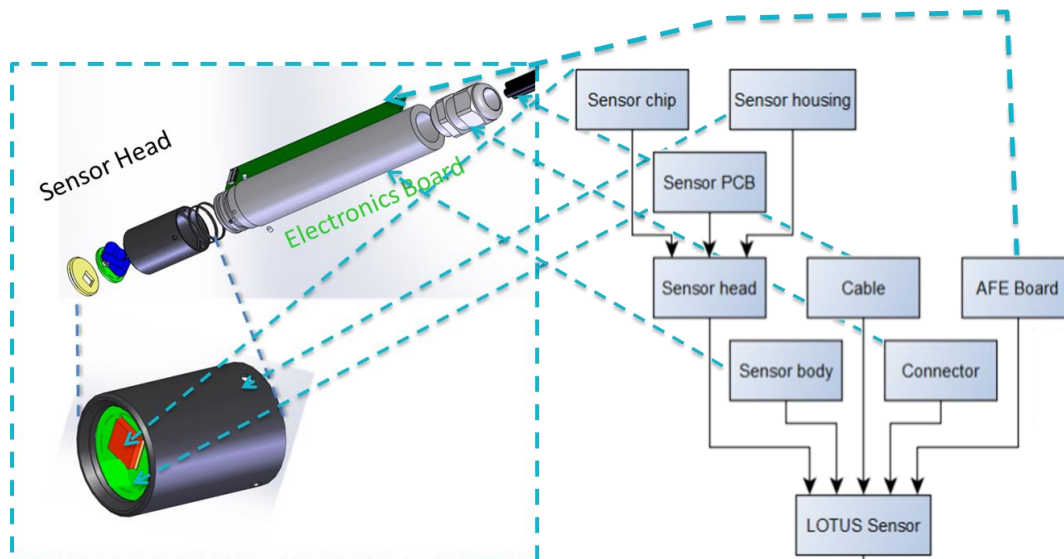 Sensor Head
Electronics Board
Sensor chip
Sensor housing
Sensor PCB
Sensor head
Cable
AFE Board
Sensor body
Connector
LOTUS Sensor